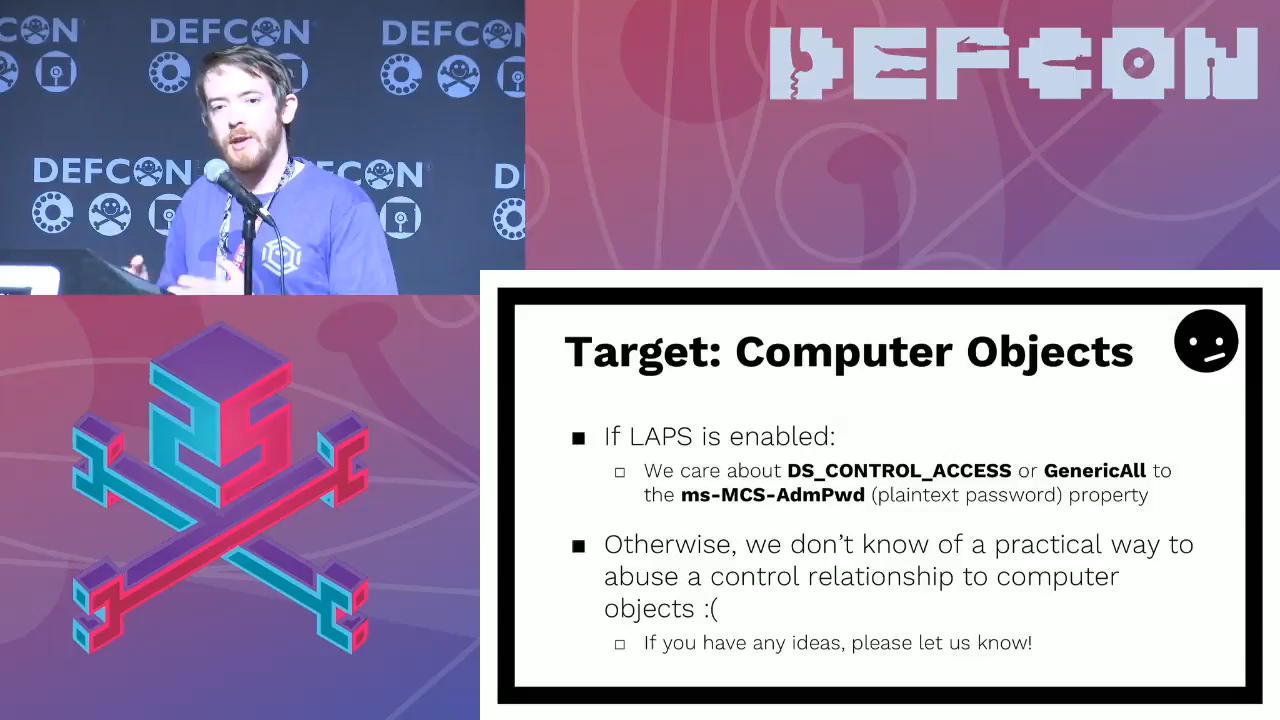 DEFCON
DEFCON
DEFCON
DEFCON
DEFCON
D
DEFCON
25
Target: Computer Objects
■ If LAPS is enabled:
□ We care about DS_CONTROL_ACCESS or GenericAll to
the ms-MCS-AdmPwd (plaintext password) property
■ Otherwise, we don't know of a practical way to
abuse a control relationship to computer
objects :(
□ If you have any ideas, please let us know!